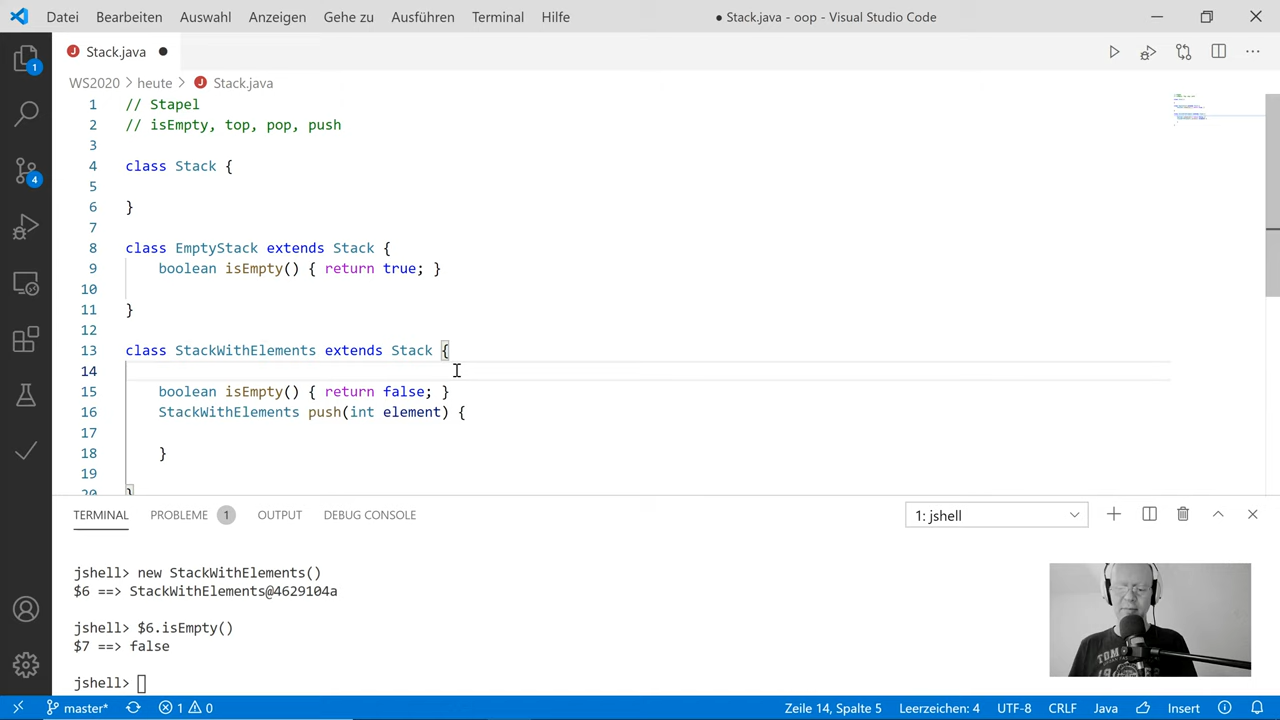 Datei Bearbeiten Auswahl Anzeigen Gehe zu Ausführen Terminal Hilfe ● Stack.java - oop - Visual Studio Code
J Stack.java ●
WS2020 > heute > J Stack.java
1 // Stapel
2 // isEmpty, top, pop, push
3
4 class Stack {
5
6 }
7
8 class EmptyStack extends Stack {
9 boolean isEmpty() { return true; }
10
11 }
12
13 class StackWithElements extends Stack {
14
15 boolean isEmpty() { return false; }
16 StackWithElements push(int element) {
17
18 }
19
20 }
1
4
TERMINAL PROBLEME 1 OUTPUT DEBUG CONSOLE 1: jshell
jshell> new StackWithElements()
$6 ==> StackWithElements@4629104a
jshell> $6.isEmpty()
$7 ==> false
jshell>
master* 1 0 Zeile 14, Spalte 5 Leerzeichen: 4 UTF-8 CRLF Java Insert